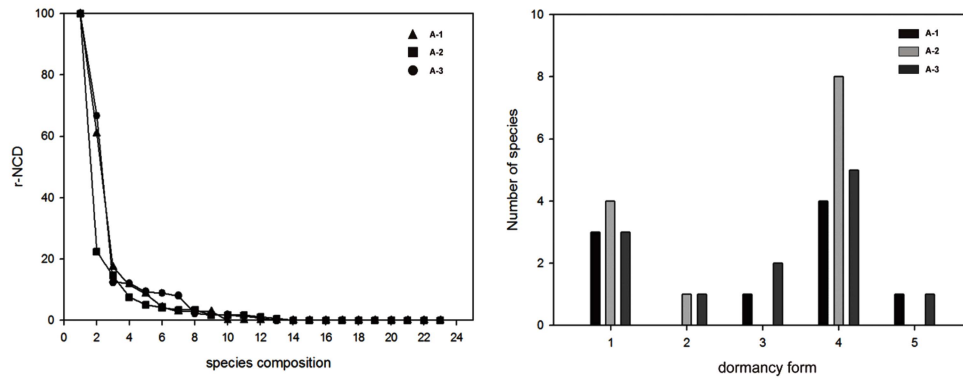 100
80
60
40
20
0
r-NCD
0 2 4 6 8 10 12 14 16 18 20 22 24
species composition
A-1
A-2
A-3
10
8
6
4
2
0
Number of species
1 2 3 4 5
dormancy form
A-1
A-2
A-3